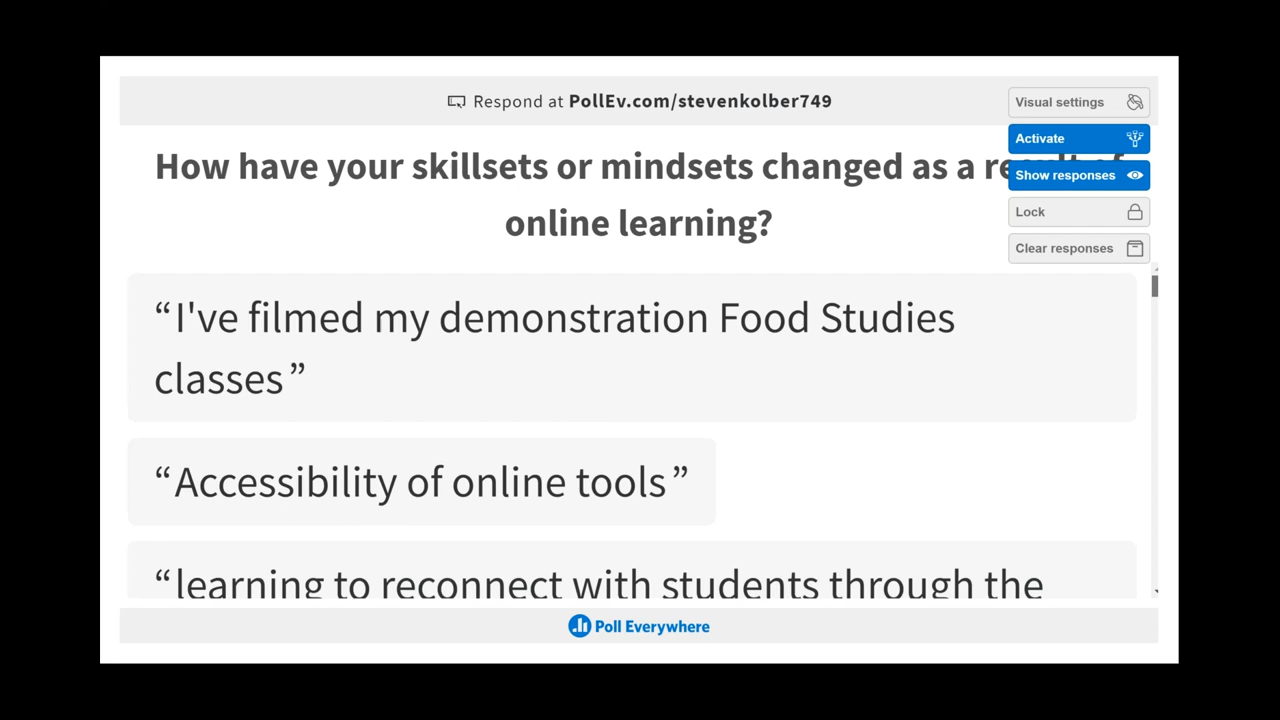 Respond at PollEv.com/stevenkolber749
Visual settings
Activate
Show responses
Lock
Clear responses
How have your skillsets or mindsets changed as a re of
online learning?
“I've filmed my demonstration Food Studies
classes”
“Accessibility of online tools”
“learning to reconnect with students through the
Poll Everywhere